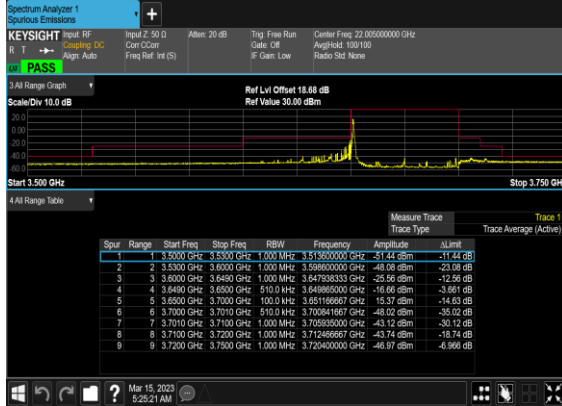 Spectrum Analyzer 1
Spurious Emissions
+
KEYSIGHT Input: RF Input Z: 50 Ω Atten: 20 dB Trig: Free Run Center Freq: 22.005000000 GHz
R T Coupling: DC Corr CCorr Gate: Off Avg|Hold: 100/100
Align: Auto Freq Ref: Int (S) IF Gain: Low Radio Std: None
PASS
3 All Range Graph
Ref Lvl Offset 18.68 dB
Scale/Div 10.0 dB Ref Value 30.00 dBm
20.0
0.00
-20.0
-40.0
-60.0
Start 3.500 GHz Stop 3.750 GH
4 All Range Table
Measure Trace Trace 1
Trace Type Trace Average (Active)
Spur Range Start Freq Stop Freq RBW Frequency Amplitude ΔLimit
1 1 3.5000 GHz 3.5300 GHz 1.000 MHz 3.513600000 GHz -51.44 dBm -11.44 dB
2 2 3.5300 GHz 3.6000 GHz 1.000 MHz 3.598600000 GHz -48.08 dBm -23.08 dB
3 3 3.6000 GHz 3.6490 GHz 1.000 MHz 3.647938333 GHz -25.56 dBm -12.56 dB
4 4 3.6490 GHz 3.6500 GHz 510.0 kHz 3.649865000 GHz -16.66 dBm -3.661 dB
5 5 3.6500 GHz 3.7000 GHz 100.0 kHz 3.651166667 GHz 15.37 dBm -14.63 dB
6 6 3.7000 GHz 3.7010 GHz 510.0 kHz 3.700841667 GHz -48.02 dBm -35.02 dB
7 7 3.7010 GHz 3.7100 GHz 1.000 MHz 3.705935000 GHz -43.12 dBm -30.12 dB
8 8 3.7100 GHz 3.7200 GHz 1.000 MHz 3.712466667 GHz -43.74 dBm -18.74 dB
9 9 3.7200 GHz 3.7500 GHz 1.000 MHz 3.720400000 GHz -46.97 dBm -6.966 dB
? Mar 15, 2023
5:25:21 AM